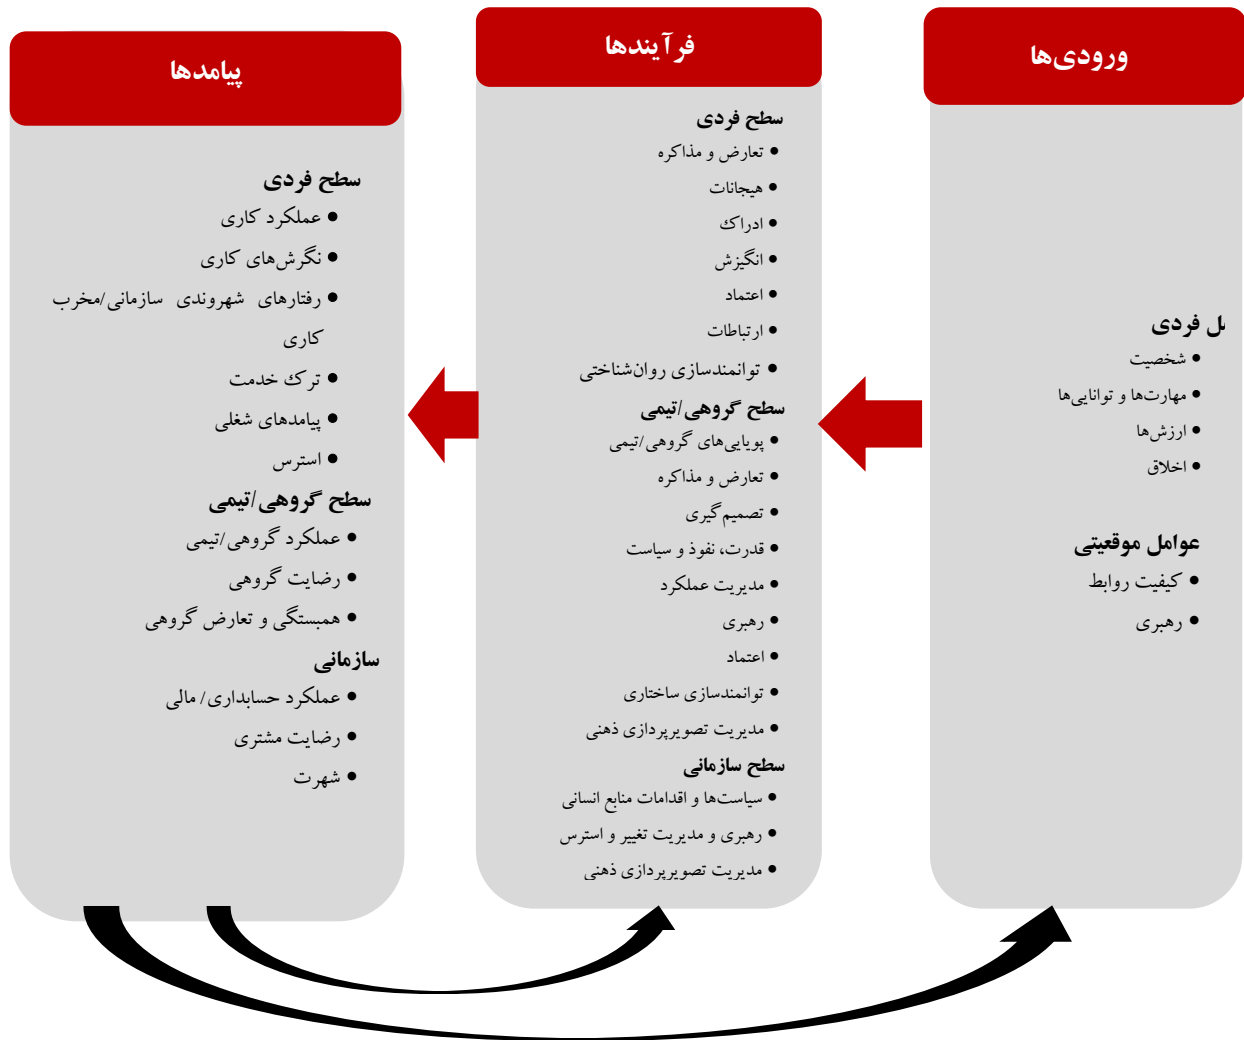 ورودی‌ها
ل فردی
• شخصیت
• مهارت‌ها و توانایی‌ها
• ارزش‌ها
• اخلاق
عوامل موقعیتی
• کیفیت روابط
• رهبری
فرآیندها
سطح فردی
• تعارض و مذاکره
• هیجانات
• ادراک
• انگیزش
• اعتماد
• ارتباطات
• توانمندسازی روان‌شناختی
سطح گروهی/تیمی
• پویایی‌های گروهی/تیمی
• تعارض و مذاکره
• تصمیم‌گیری
• قدرت، نفوذ و سیاست
• مدیریت عملکرد
• رهبری
• اعتماد
• توانمندسازی ساختاری
• مدیریت تصویرپردازی ذهنی
سطح سازمانی
• سیاست‌ها و اقدامات منابع انسانی
• رهبری و مدیریت تغییر و استرس
• مدیریت تصویرپردازی ذهنی
پیامدها
سطح فردی
• عملکرد کاری
• نگرش‌های کاری
• رفتارهای شهروندی سازمانی/مخرب
کاری
• ترک خدمت
• پیامدهای شغلی
• استرس
سطح گروهی/تیمی
• عملکرد گروهی/تیمی
• رضایت گروهی
• همبستگی و تعارض گروهی
سازمانی
• عملکرد حسابداری/ مالی
• رضایت مشتری
• شهرت